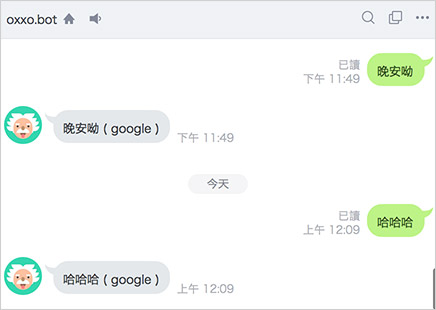 oxxo.bot
已讀
下午 11:49
晚安呦
晚安呦 ( google )
下午 11:49
今天
已讀
上午 12:09
哈哈哈
哈哈哈 ( google )
上午 12:09